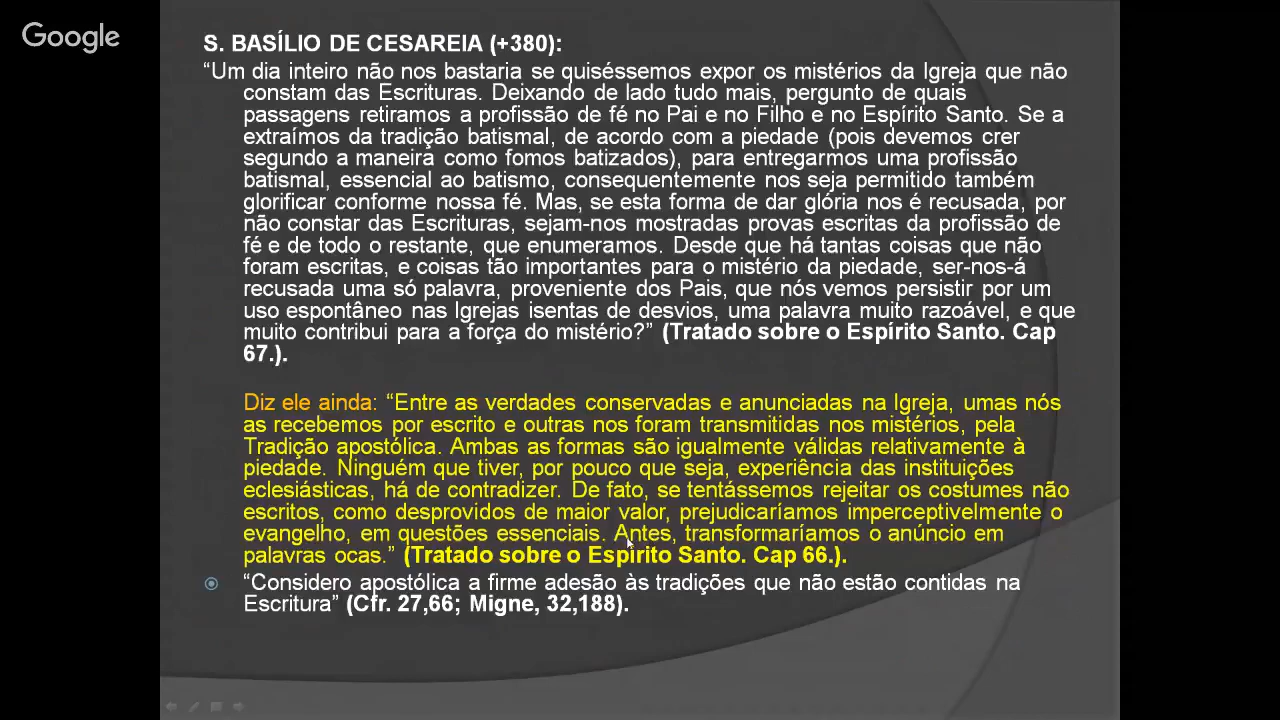 Google
S. BASÍLIO DE CESAREIA (+380):
“Um dia inteiro não nos bastaria se quiséssemos expor os mistérios da Igreja que não
constam das Escrituras. Deixando de lado tudo mais, pergunto de quais
passagens retiramos a profissão de fé no Pai e no Filho e no Espírito Santo. Se a
extraímos da tradição batismal, de acordo com a piedade (pois devemos crer
segundo a maneira como fomos batizados), para entregarmos uma profissão
batismal, essencial ao batismo, consequentemente nos seja permitido também
glorificar conforme nossa fé. Mas, se esta forma de dar glória nos é recusada, por
não constar das Escrituras, sejam-nos mostradas provas escritas da profissão de
fé e de todo o restante, que enumeramos. Desde que há tantas coisas que não
foram escritas, e coisas tão importantes para o mistério da piedade, ser-nos-á
recusada uma só palavra, proveniente dos Pais, que nós vemos persistir por um
uso espontâneo nas Igrejas isentas de desvios, uma palavra muito razoável, e que
muito contribui para a força do mistério?” (Tratado sobre o Espírito Santo. Cap
67.).
Diz ele ainda: “Entre as verdades conservadas e anunciadas na Igreja, umas nós
as recebemos por escrito e outras nos foram transmitidas nos mistérios, pela
Tradição apostólica. Ambas as formas são igualmente válidas relativamente à
piedade. Ninguém que tiver, por pouco que seja, experiência das instituições
eclesiásticas, há de contradizer. De fato, se tentássemos rejeitar os costumes não
escritos, como desprovidos de maior valor, prejudicaríamos imperceptivelmente o
evangelho, em questões essenciais. Antes, transformaríamos o anúncio em
palavras ocas.” (Tratado sobre o Espírito Santo. Cap 66.).
“Considero apostólica a firme adesão às tradições que não estão contidas na
Escritura” (Cfr. 27,66; Migne, 32,188).